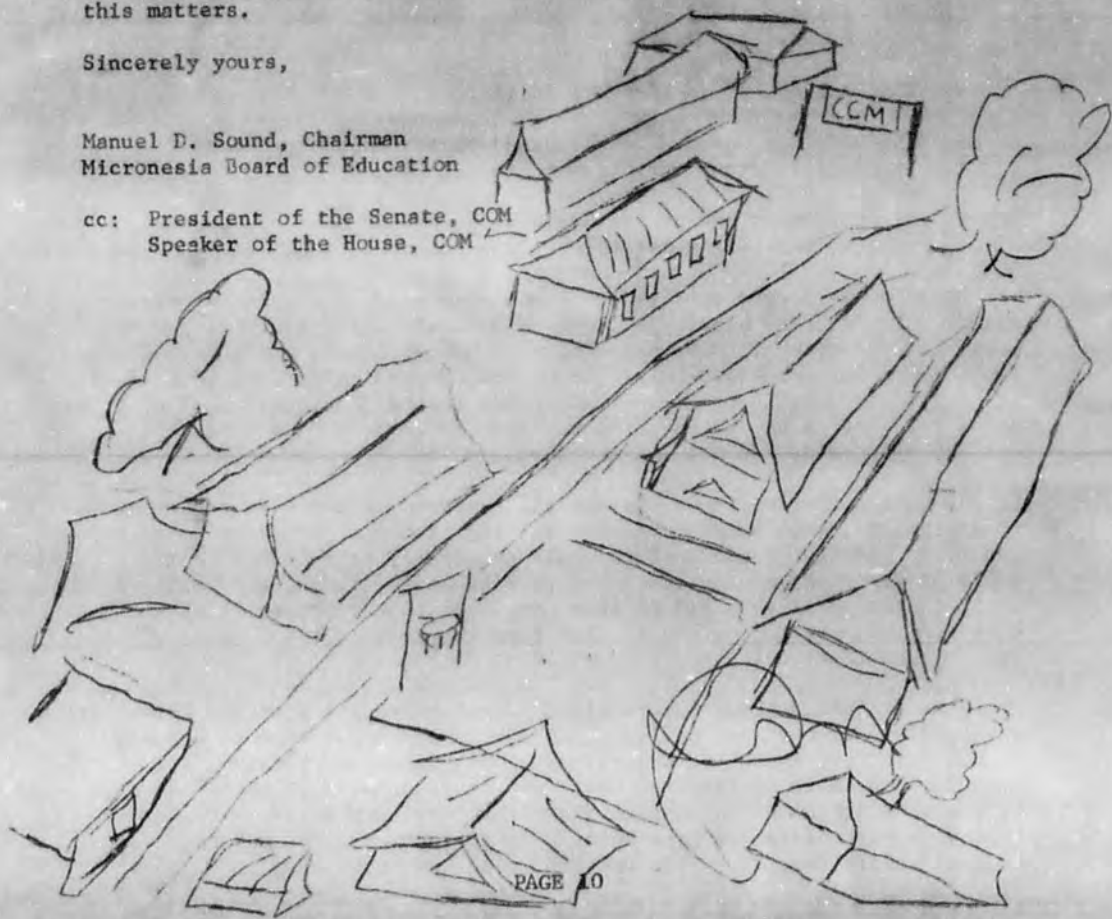 this matters.
Sincerely yours,
Manuel D. Sound, Chairman
Micronesia Board of Education
cc: President of the Senate, COM
Speaker of the House, COM
CCM
PAGE 10